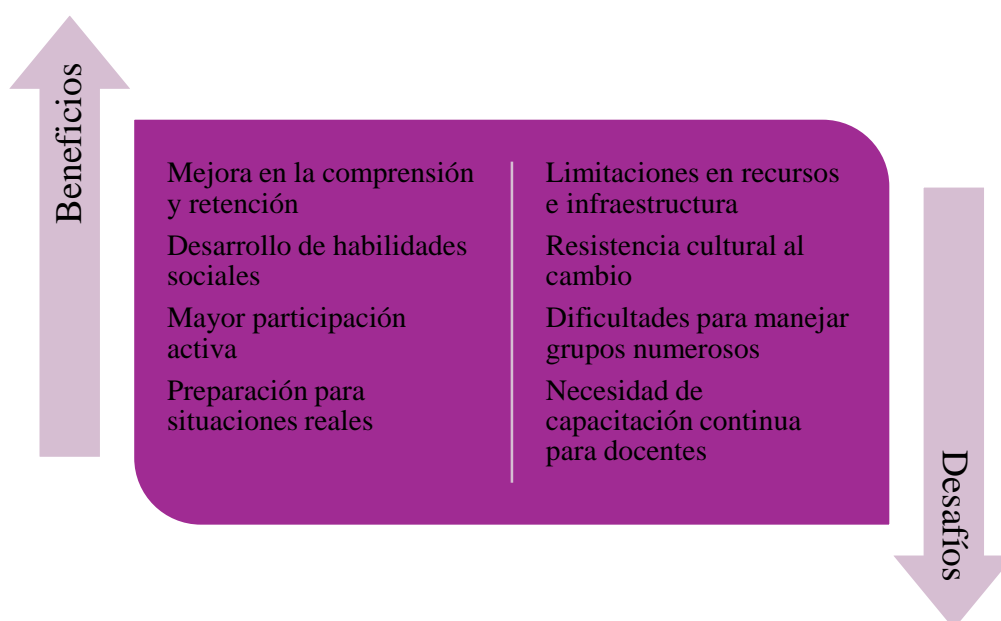 Beneficios
Mejora en la comprensión
y retención
Desarrollo de habilidades
sociales
Mayor participación
activa
Preparación para
situaciones reales
Limitaciones en recursos
e infraestructura
Resistencia cultural al
cambio
Dificultades para manejar
grupos numerosos
Necesidad de
capacitación continua
para docentes
Desafíos